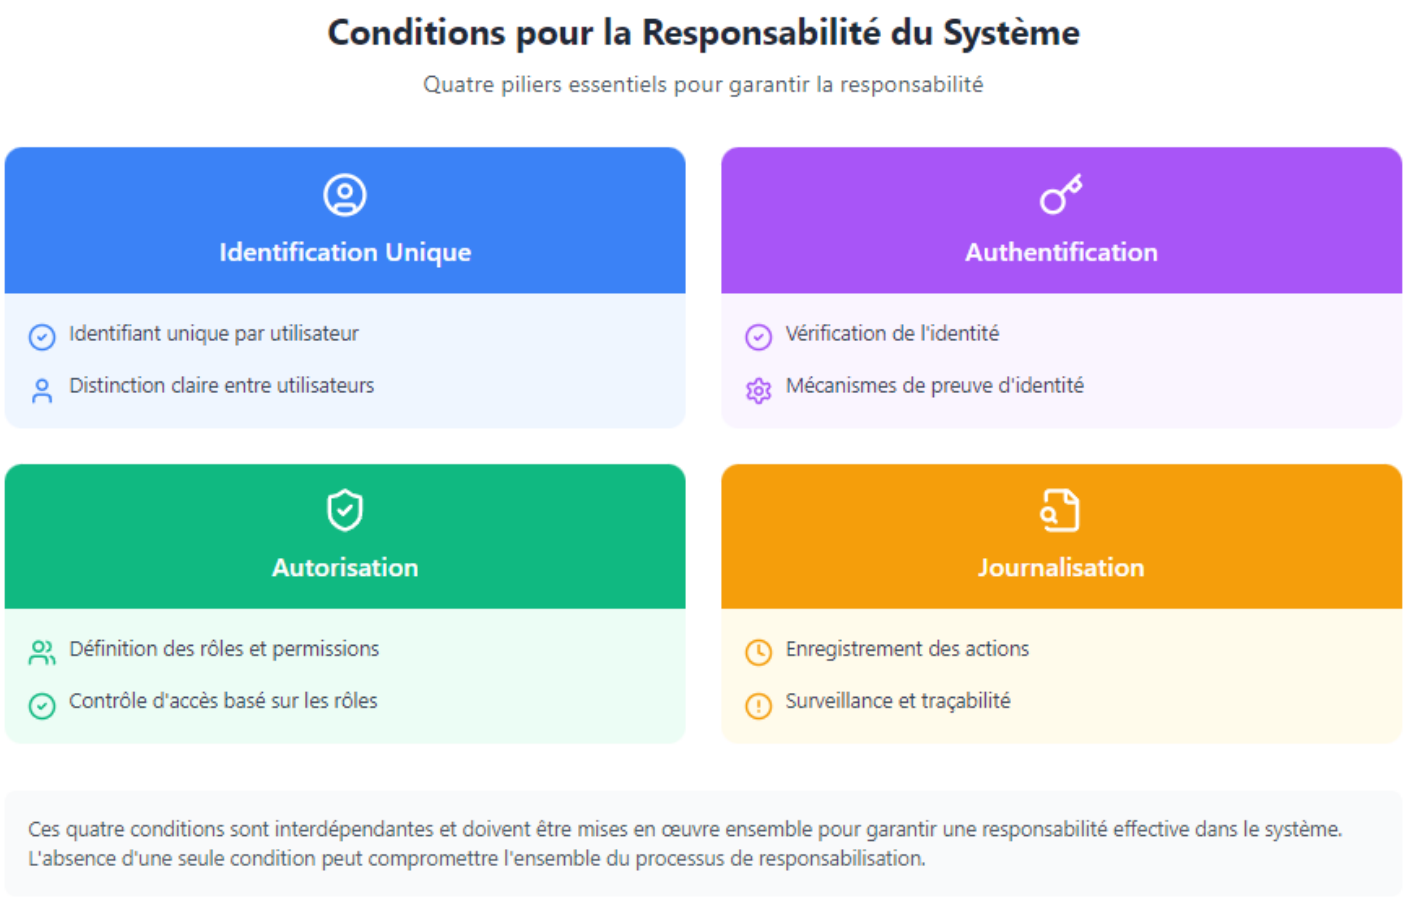 Conditions pour la Responsabilité du Système
Quatre piliers essentiels pour garantir la responsabilité
Identification Unique
Identifiant unique par utilisateur
Distinction claire entre utilisateurs
Authentification
Vérification de l'identité
Mécanismes de preuve d'identité
Autorisation
Définition des rôles et permissions
Contrôle d'accès basé sur les rôles
Journalisation
Enregistrement des actions
Surveillance et traçabilité
Ces quatre conditions sont interdépendantes et doivent être mises en œuvre ensemble pour garantir une responsabilité effective dans le système.
L'absence d'une seule condition peut compromettre l'ensemble du processus de responsabilisation.